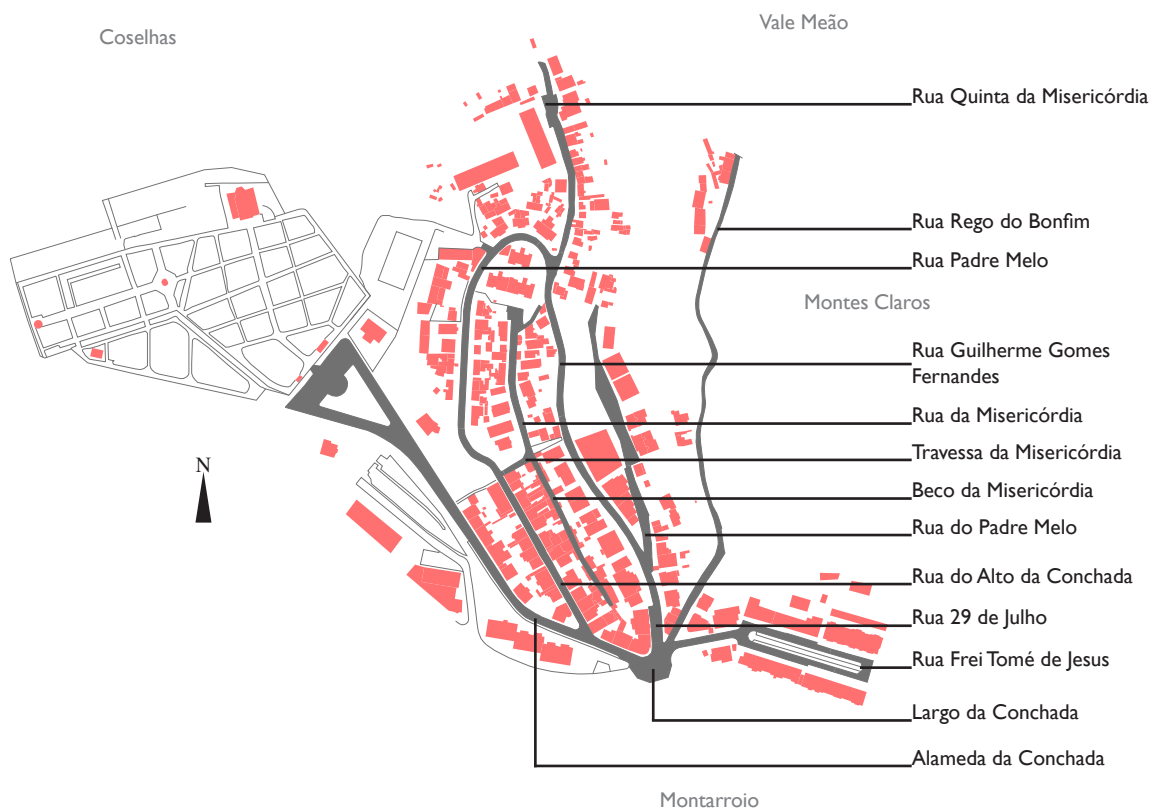 Vale Meão
Coselhas
Rua Quinta da Misericórdia
Rua Rego do Bonfim
Rua Padre Melo
Montes Claros
Rua Guilherme Gomes
Fernandes
Rua da Misericórdia
Travessa da Misericórdia
N
Beco da Misericórdia
Rua do Padre Melo
Rua do Alto da Conchada
Rua 29 de Julho
Rua Frei Tomé de Jesus
Largo da Conchada
Alameda da Conchada
Montarroio